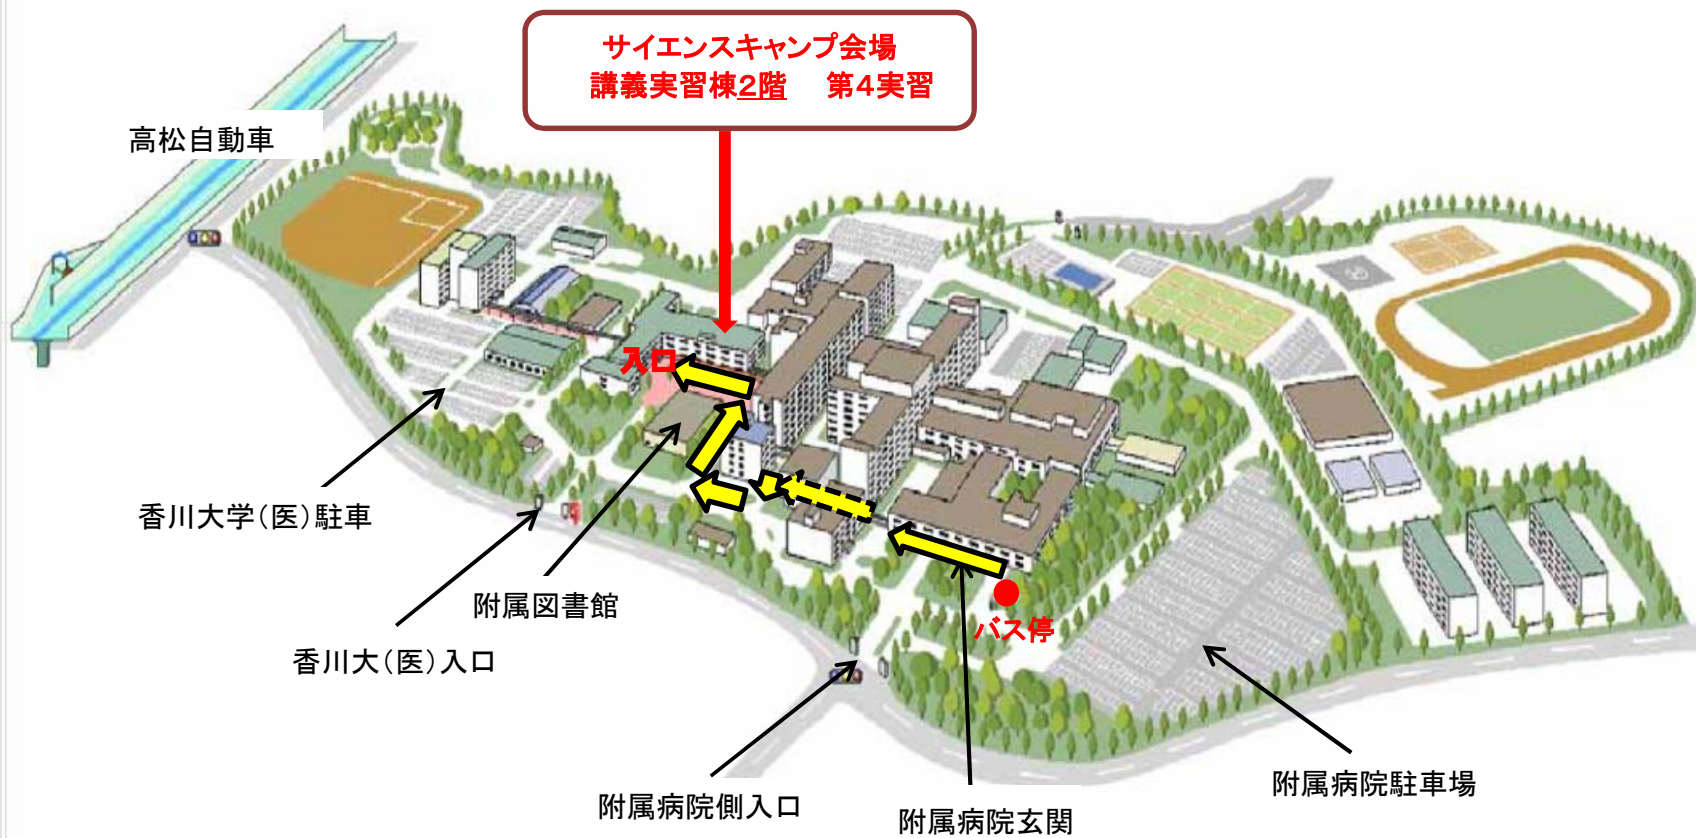 サイエンスキャンプ会場
講義実習棟2階　第4実習
高松自動車
入口
香川大学（医）駐車
附属図書館
バス停
香川大（医）入口
附属病院駐車場
附属病院側入口
附属病院玄関